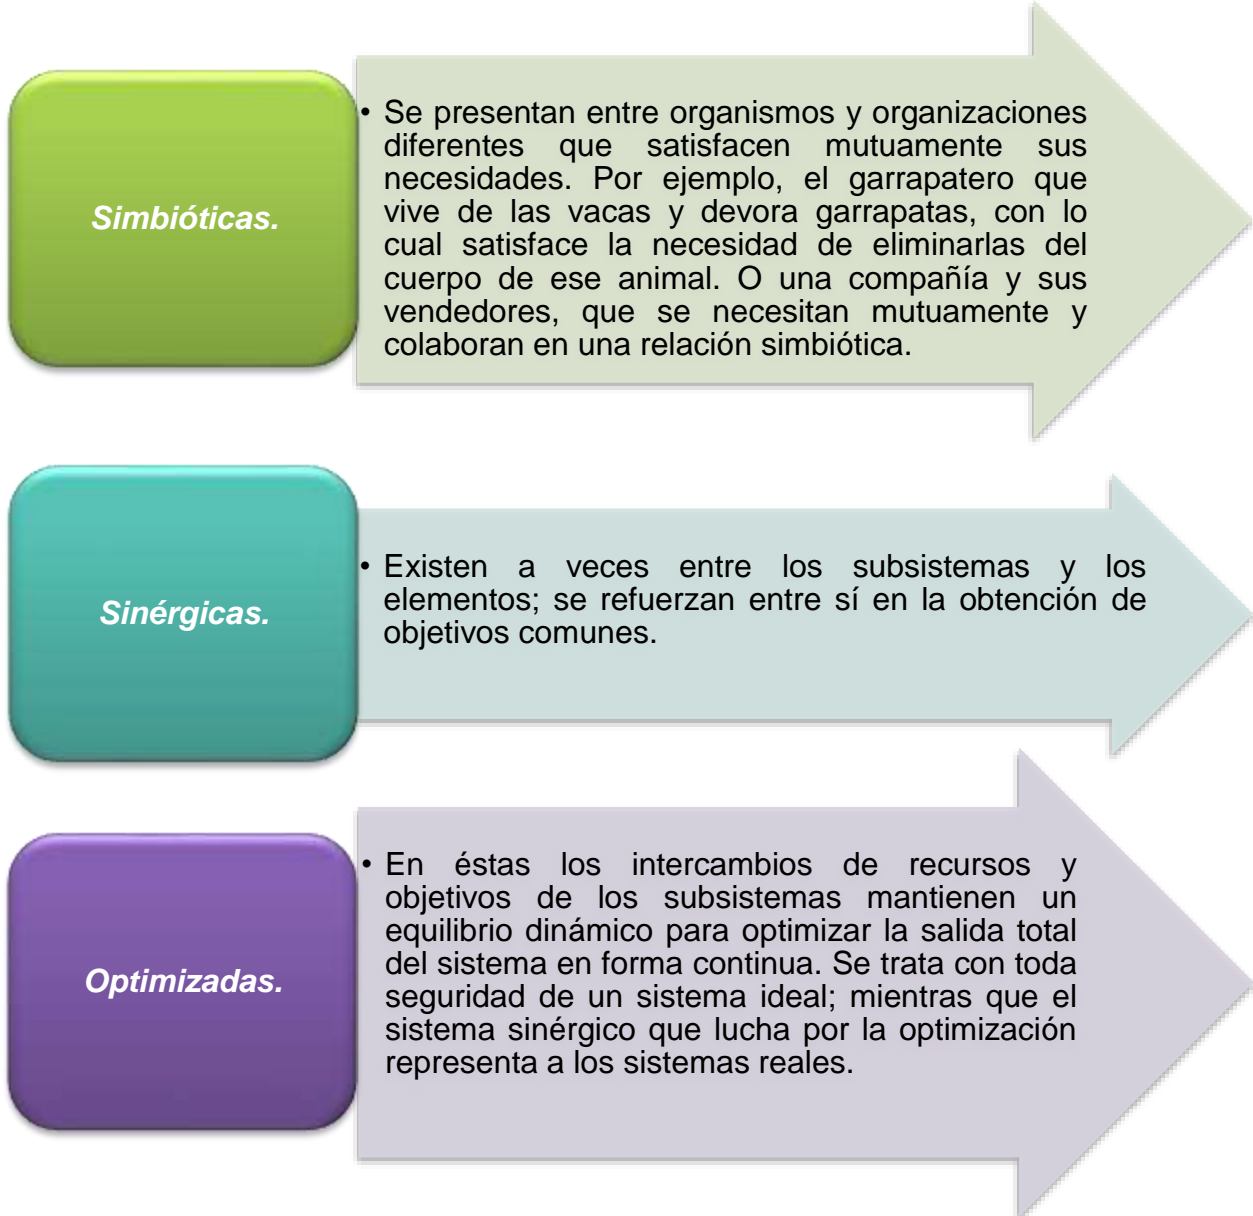 Simbióticas.
• Se presentan entre organismos y organizaciones
diferentes que satisfacen mutuamente sus
necesidades. Por ejemplo, el garrapatero que
vive de las vacas y devora garrapatas, con lo
cual satisface la necesidad de eliminarlas del
cuerpo de ese animal. O una compañía y sus
vendedores, que se necesitan mutuamente y
colaboran en una relación simbiótica.
Sinérgicas.
• Existen a veces entre los subsistemas y los
elementos; se refuerzan entre sí en la obtención de
objetivos comunes.
Optimizadas.
• En éstas los intercambios de recursos y
objetivos de los subsistemas mantienen un
equilibrio dinámico para optimizar la salida total
del sistema en forma continua. Se trata con toda
seguridad de un sistema ideal; mientras que el
sistema sinérgico que lucha por la optimización
representa a los sistemas reales.